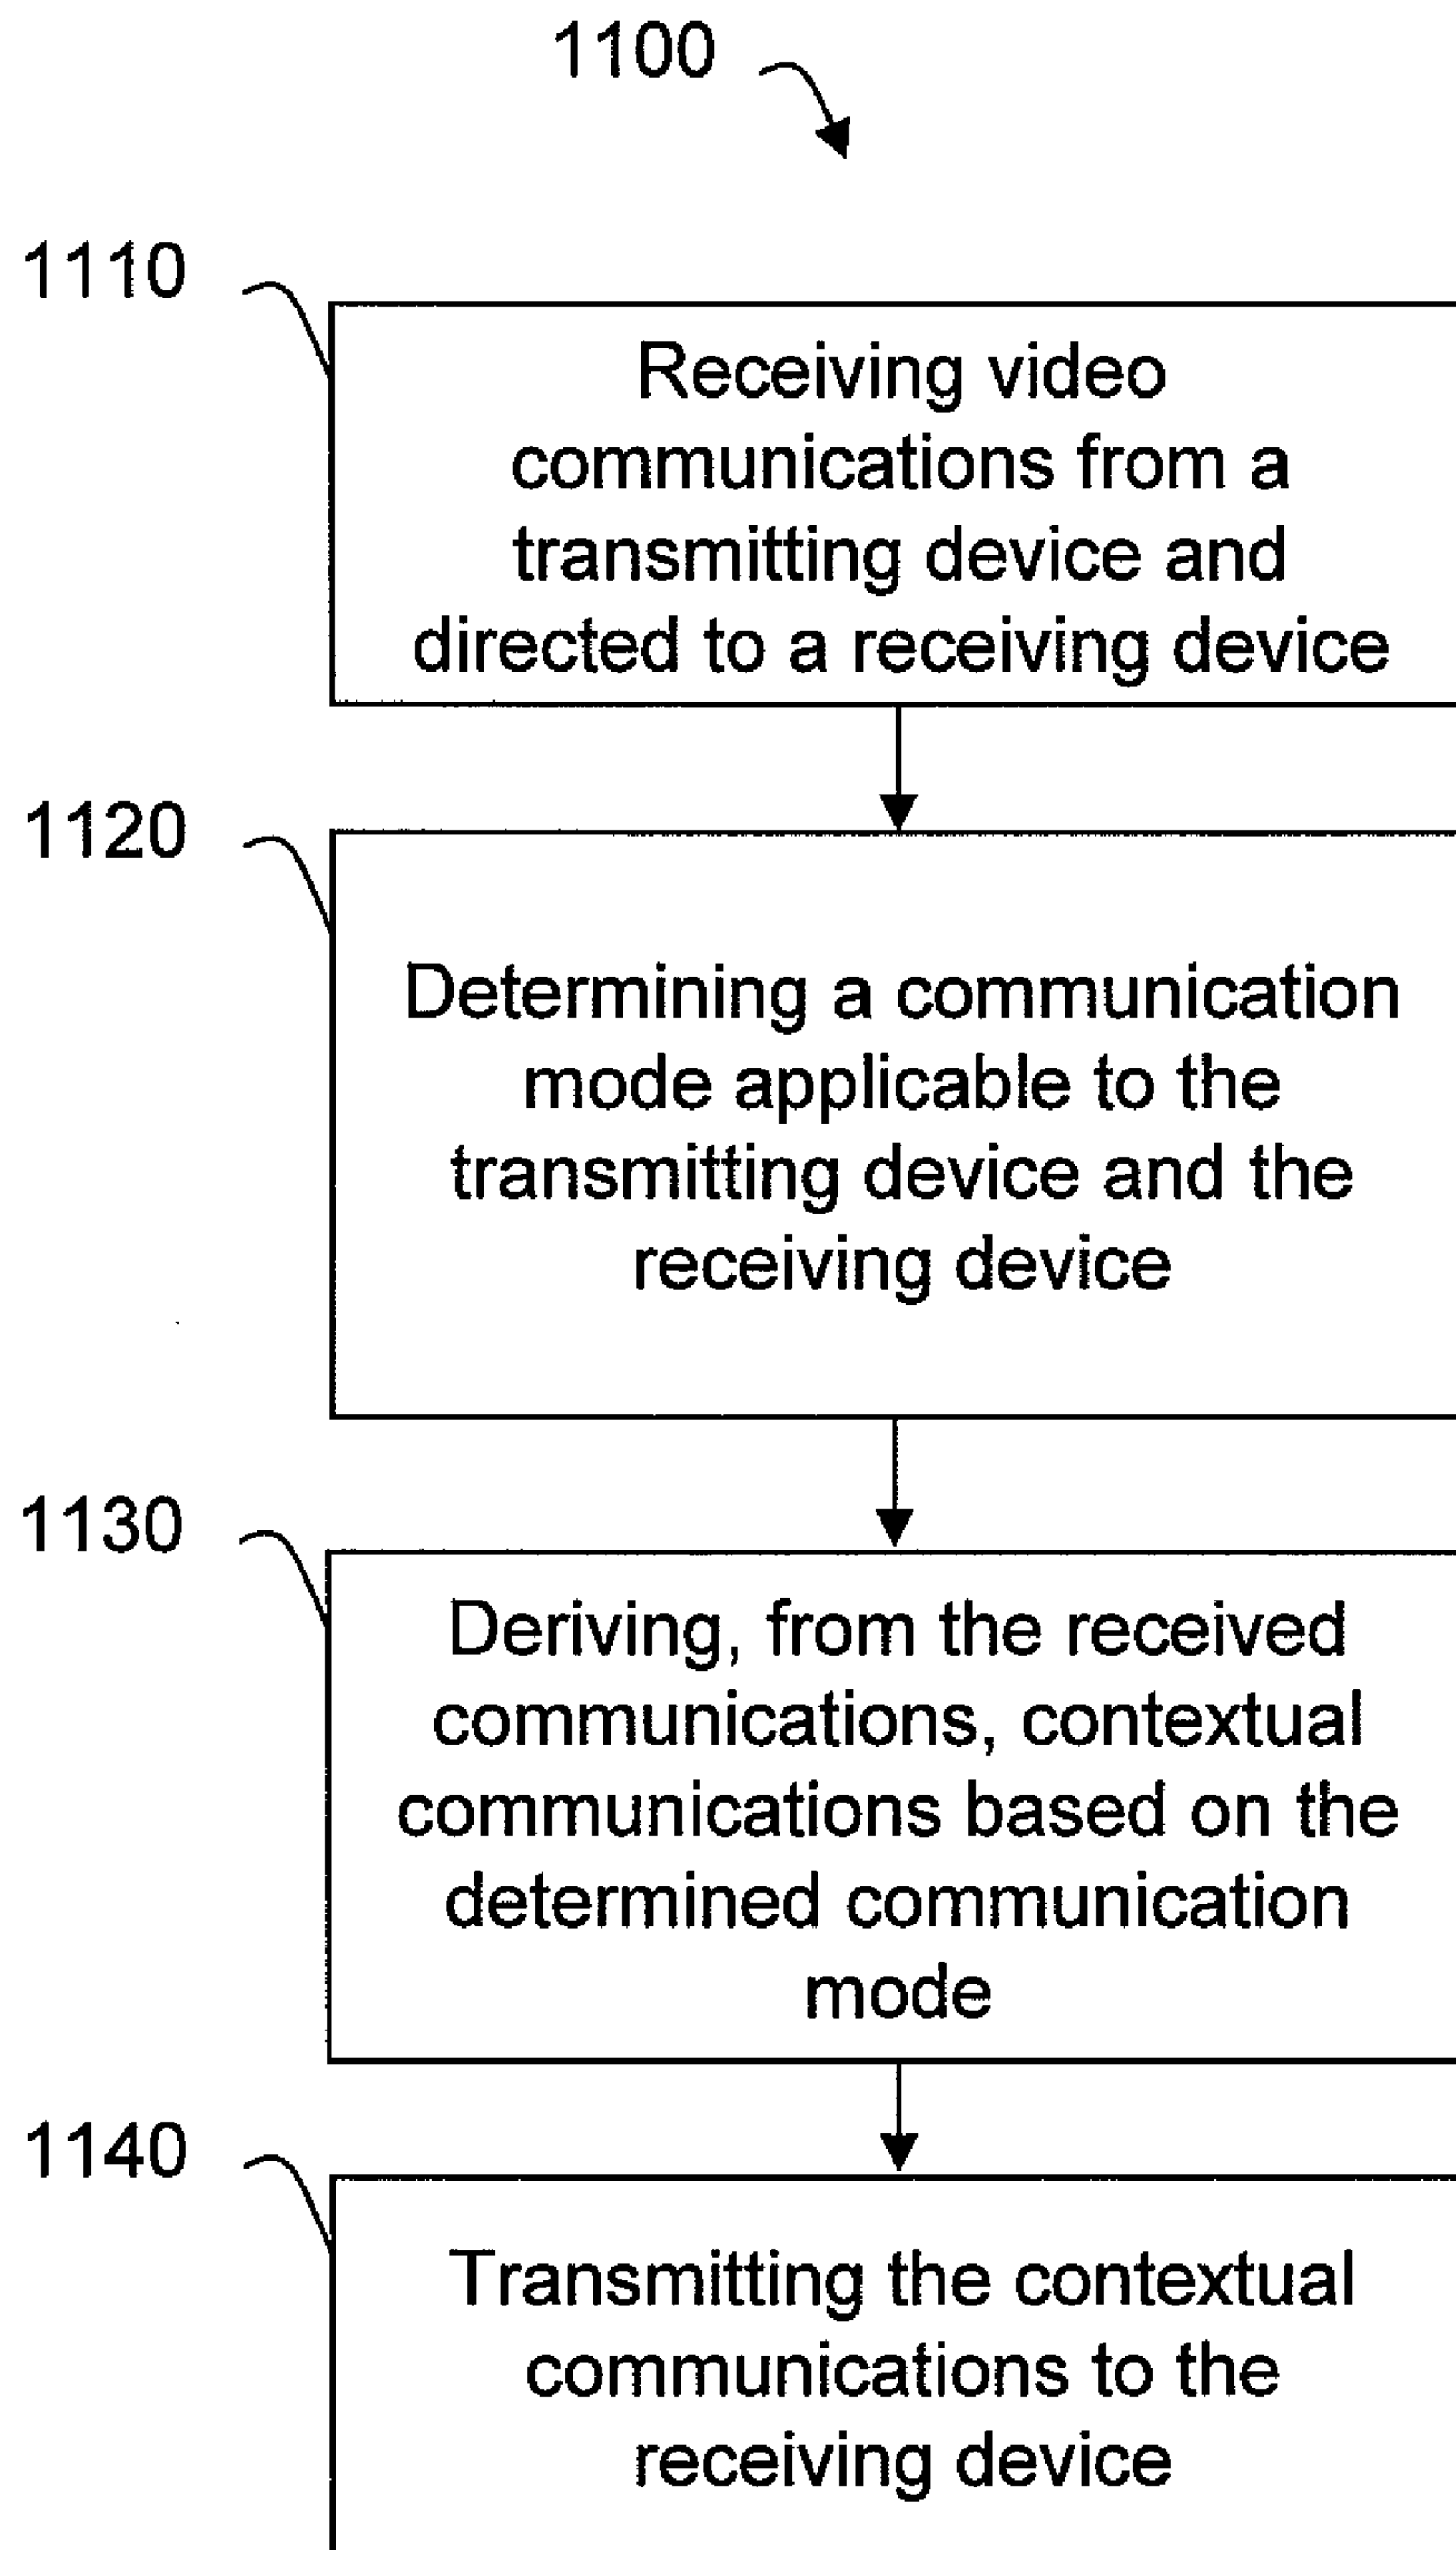 1100
1110
Receiving video
communications from a
transmitting device and
directed to a receiving device
1120
Determining a communication
mode applicable to the
transmitting device and the
receiving device
1130
Deriving, from the received
communications, contextual
communications based on the
determined communication
mode
1140
Transmitting the contextual
communications to the
receiving device